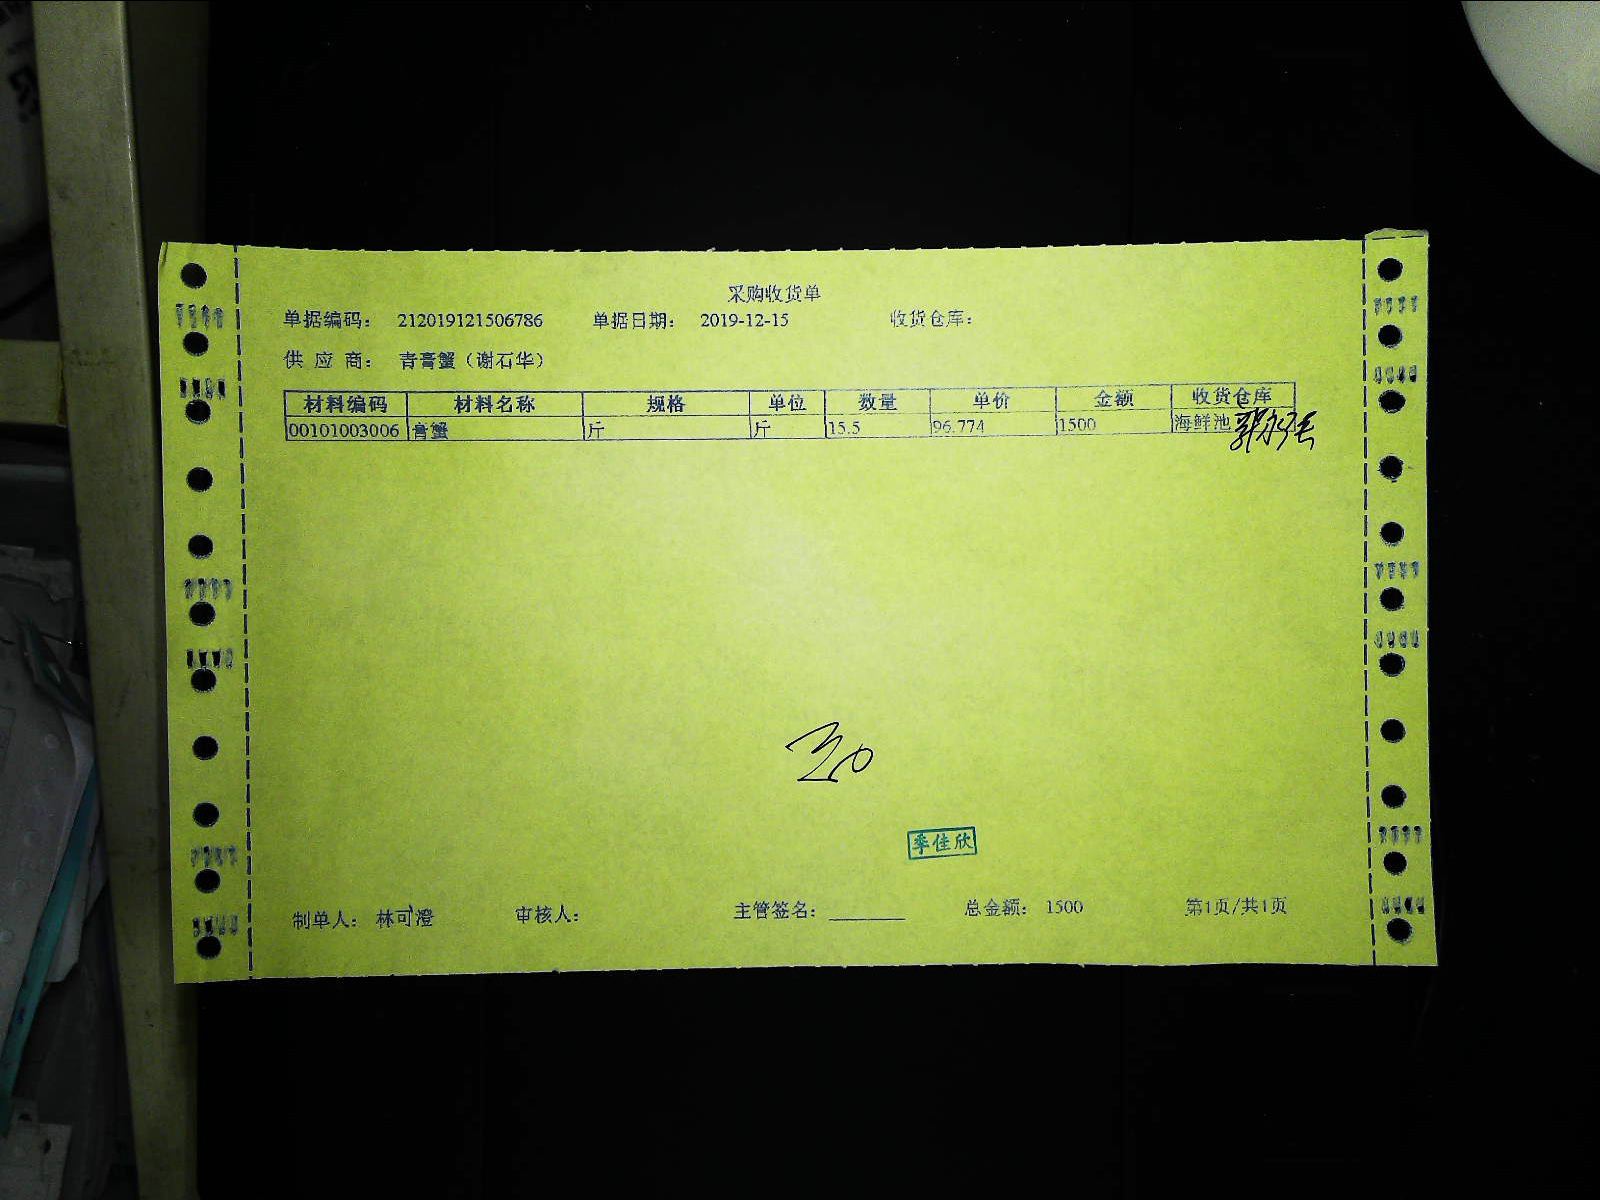 采购收货单
单据编码： 212019121506786 单据日期： 2019-12-15 收货仓库：
供 应 商： 青膏蟹（谢石华）
材料编码 材料名称 规格 单位 数量 单价 金额 收货仓库
00101003006 膏蟹 斤 斤 15.5 96.774 1500 海鲜池
季佳欣
制单人： 林可澄 审核人： 主管签名： ________ 总金额： 1500 第1页/共1页